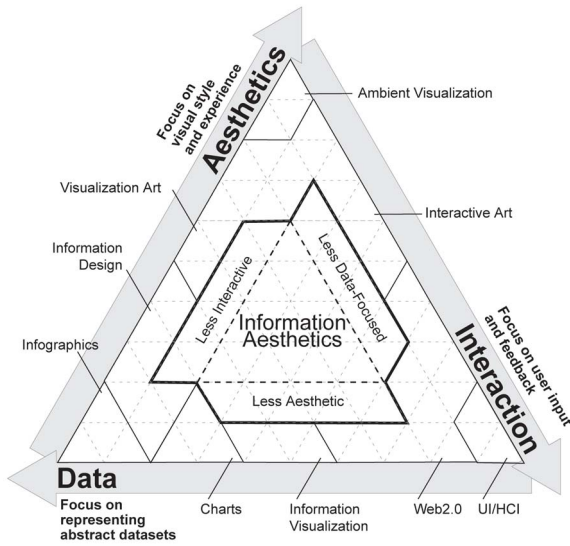 Focus on
visual style
and experience
Aesthetics
Ambient Visualization
Visualization Art
Interactive Art
Information
Design
Less Interactive
Less Data-Focused
Information
Aesthetics
Infographics
Focus on user input
and feedback
Interaction
Less Aesthetic
Data
Focus on
representing
abstract datasets
Charts
Information
Visualization
Web2.0
UI/HCI